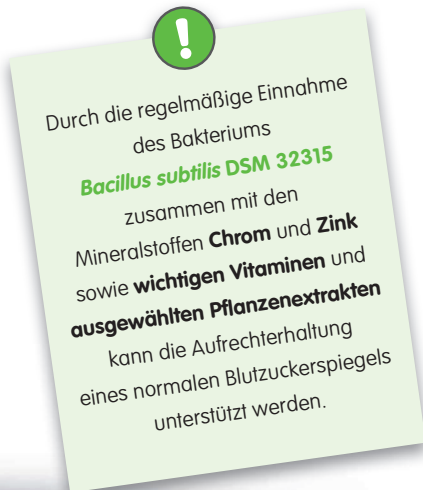 !
Durch die regelmäßige Einnahme
des Bakteriums
Bacillus subtilis DSM 32315
zusammen mit den
Mineralstoffen Chrom und Zink
sowie wichtigen Vitaminen und
ausgewählten Pflanzenextrakten
kann die Aufrechterhaltung
eines normalen Blutzuckerspiegels
unterstützt werden.